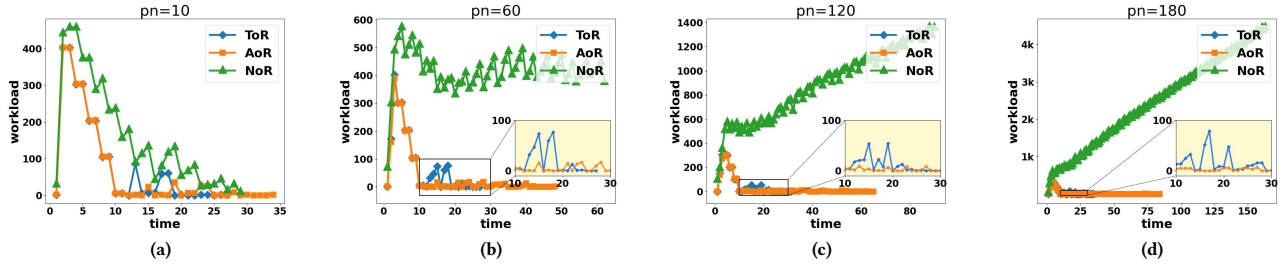 pn=10
400
300
200
100
0
workload
0 5 10 15 20 25 30 35
time
ToR
AoR
NoR
(a)
pn=60
600
500
400
300
200
100
0
workload
0 10 20 30 40 50 60
time
ToR
AoR
NoR
100
0
10 20 30
(b)
pn=120
1400
1200
1000
800
600
400
200
0
workload
0 20 40 60 80
time
ToR
AoR
NoR
100
0
10 20 30
(c)
pn=180
4k
3k
2k
1k
workload
0 25 50 75 100 125 150
time
ToR
AoR
NoR
100
0
10 20 30
(d)